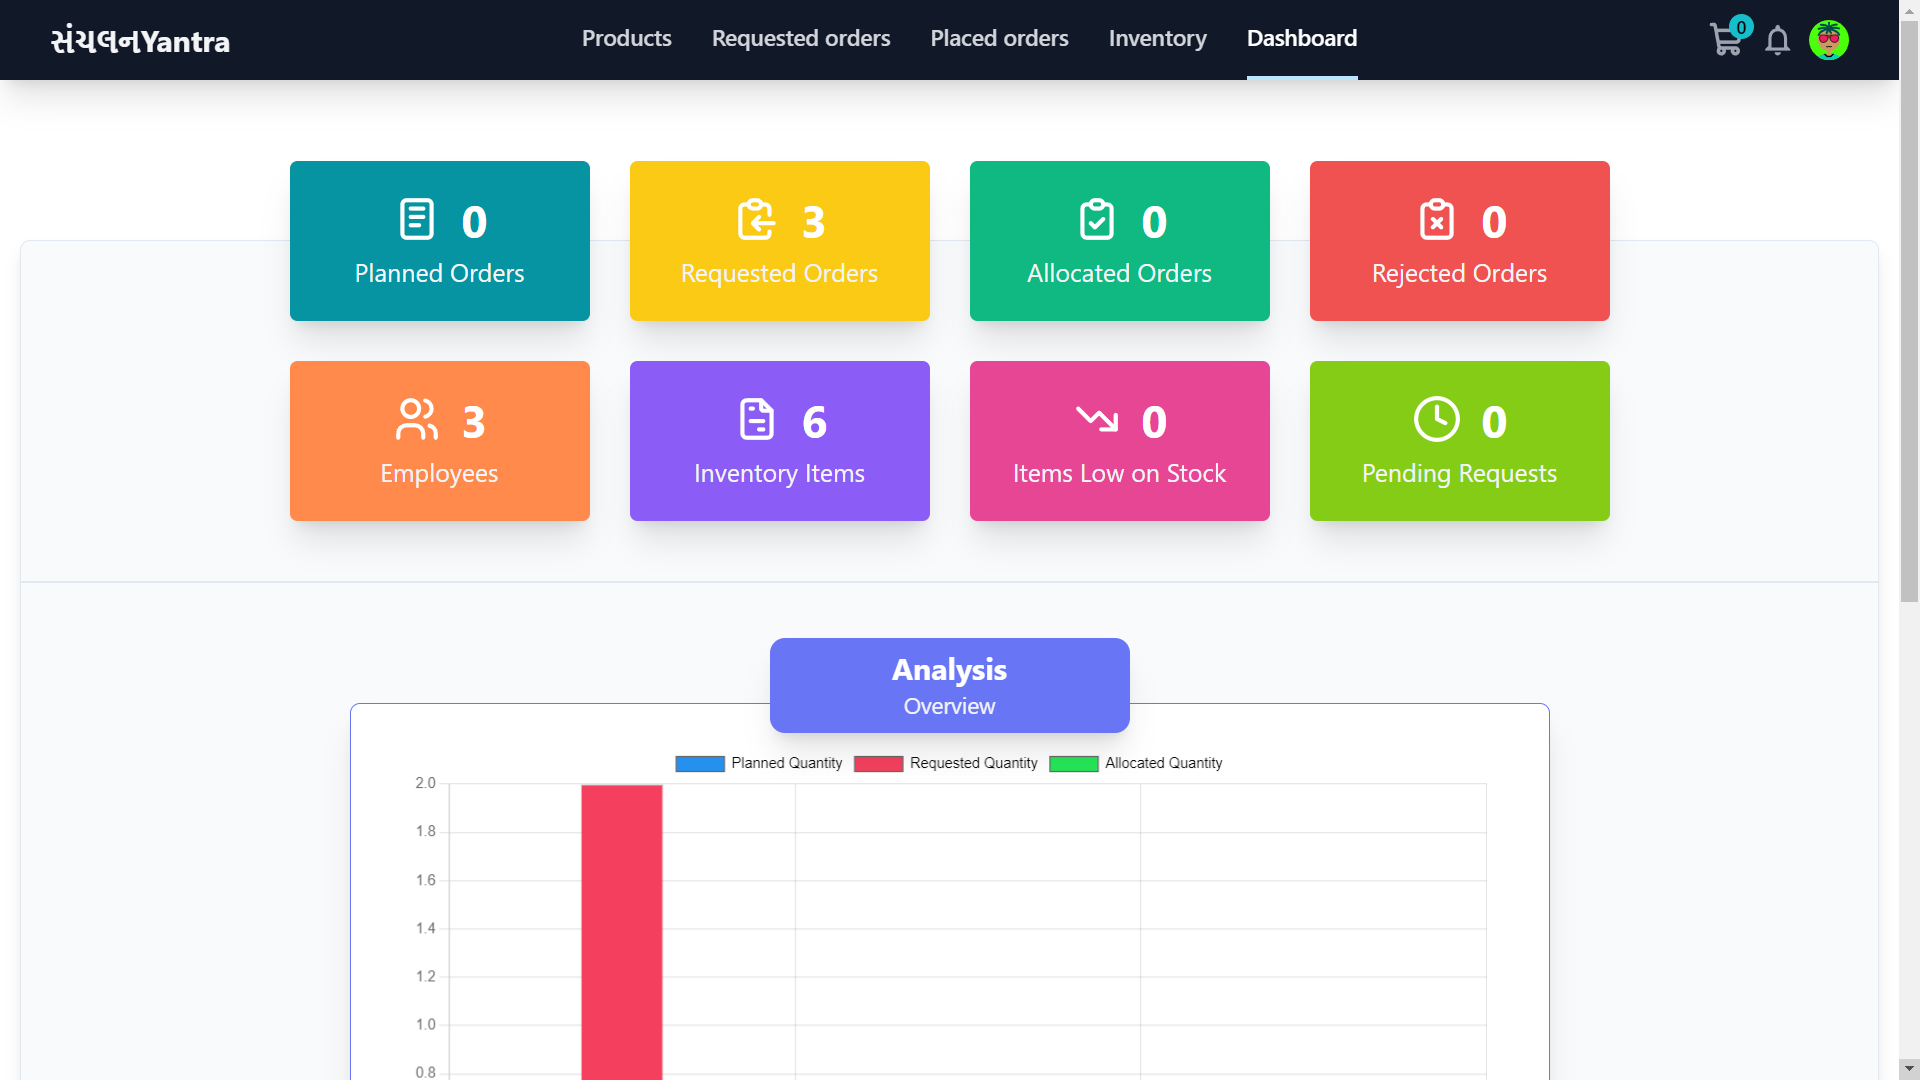 સંચલનYantra
Products
Requested orders
Placed orders
Inventory
Dashboard
0
0
Planned Orders
3
Requested Orders
0
Allocated Orders
0
Rejected Orders
3
Employees
6
Inventory Items
0
Items Low on Stock
0
Pending Requests
Analysis
Overview
Planned Quantity
Requested Quantity
Allocated Quantity
2.0
1.8
1.6
1.4
1.2
1.0
0.8